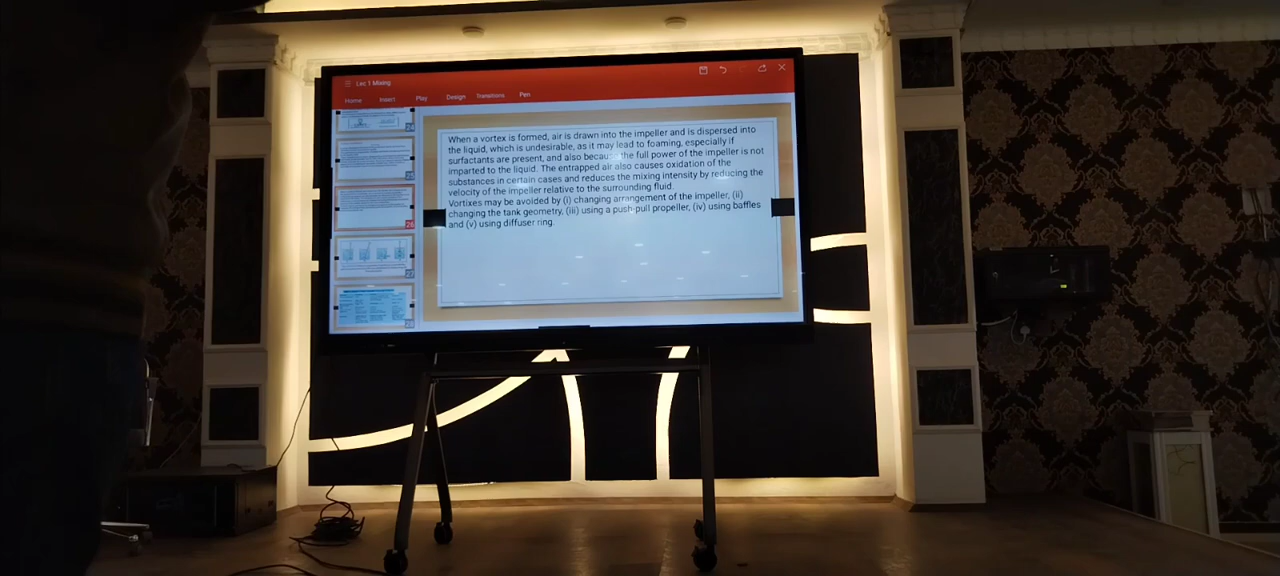 Lec 1 Mixing
Home Insert Play Design Transitions Pen
When a vortex is formed, air is drawn into the impeller and is dispersed into
the liquid, which is undesirable, as it may lead to foaming, especially if
surfactants are present, and also because the full power of the impeller is not
imparted to the liquid. The entrapped air also causes oxidation of the
substances in certain cases and reduces the mixing intensity by reducing the
velocity of the impeller relative to the surrounding fluid.
Vortixes may be avoided by (i) changing arrangement of the impeller, (ii)
changing the tank geometry, (iii) using a push-pull propeller, (iv) using baffles
and (v) using diffuser ring.